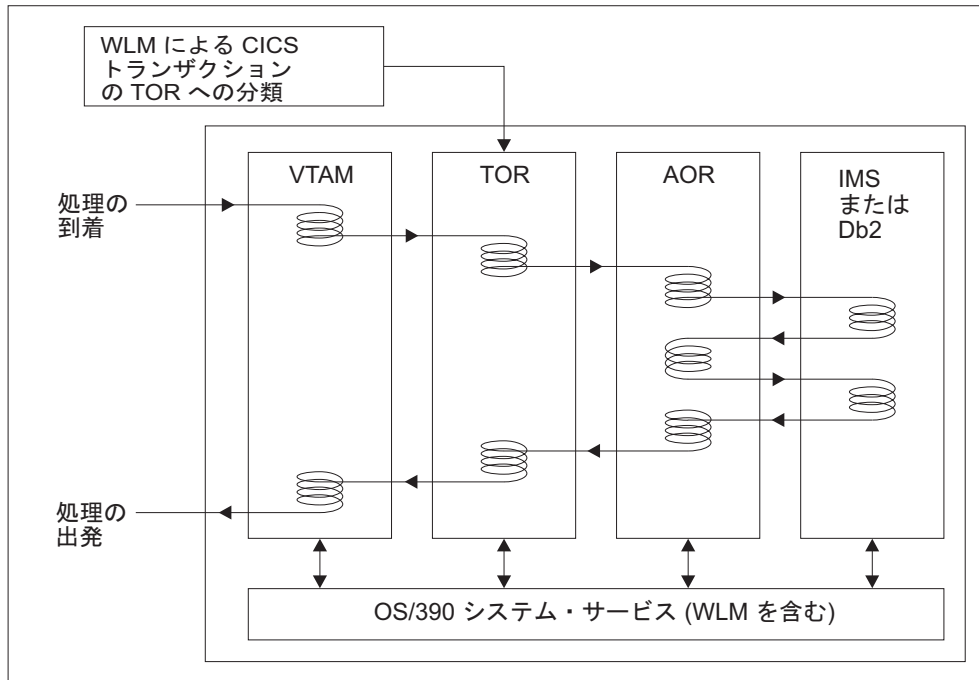 WLM による CICS
トランザクション
の TOR への分類
VTAM
TOR
AOR
IMS
または
Db2
処理の
到着
処理の
出発
OS/390 システム・サービス (WLM を含む)